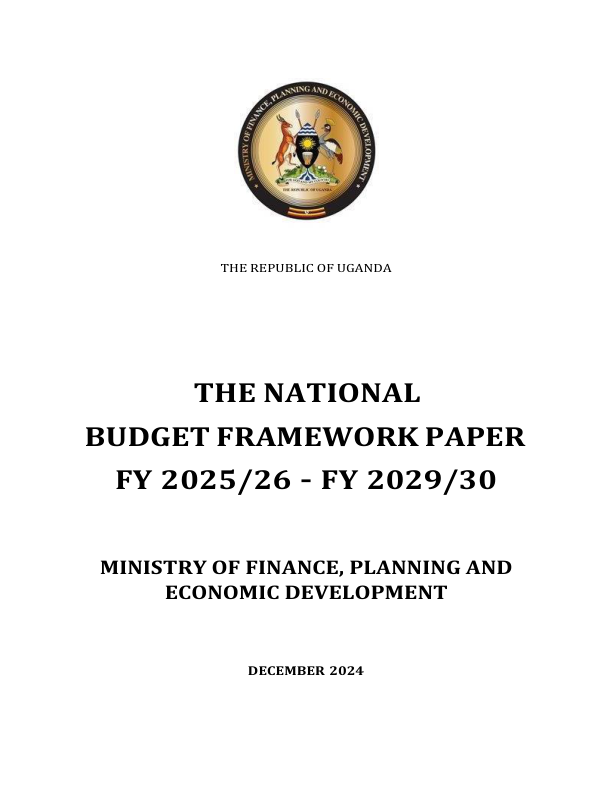 MINISTRY OF FINANCE, PLANNING AND ECONOMIC DEVELOPMENT
THE REPUBLIC OF UGANDA
THE REPUBLIC OF UGANDA
THE NATIONAL
BUDGET FRAMEWORK PAPER
FY 2025/26 - FY 2029/30
MINISTRY OF FINANCE, PLANNING AND
ECONOMIC DEVELOPMENT
DECEMBER 2024